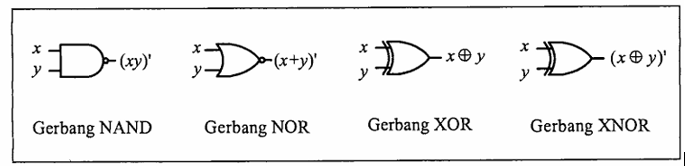 x
y
(xy)'
x
y
(x+y)'
x
y
x ⊕ y
x
y
(x ⊕ y)'
Gerbang NAND
Gerbang NOR
Gerbang XOR
Gerbang XNOR